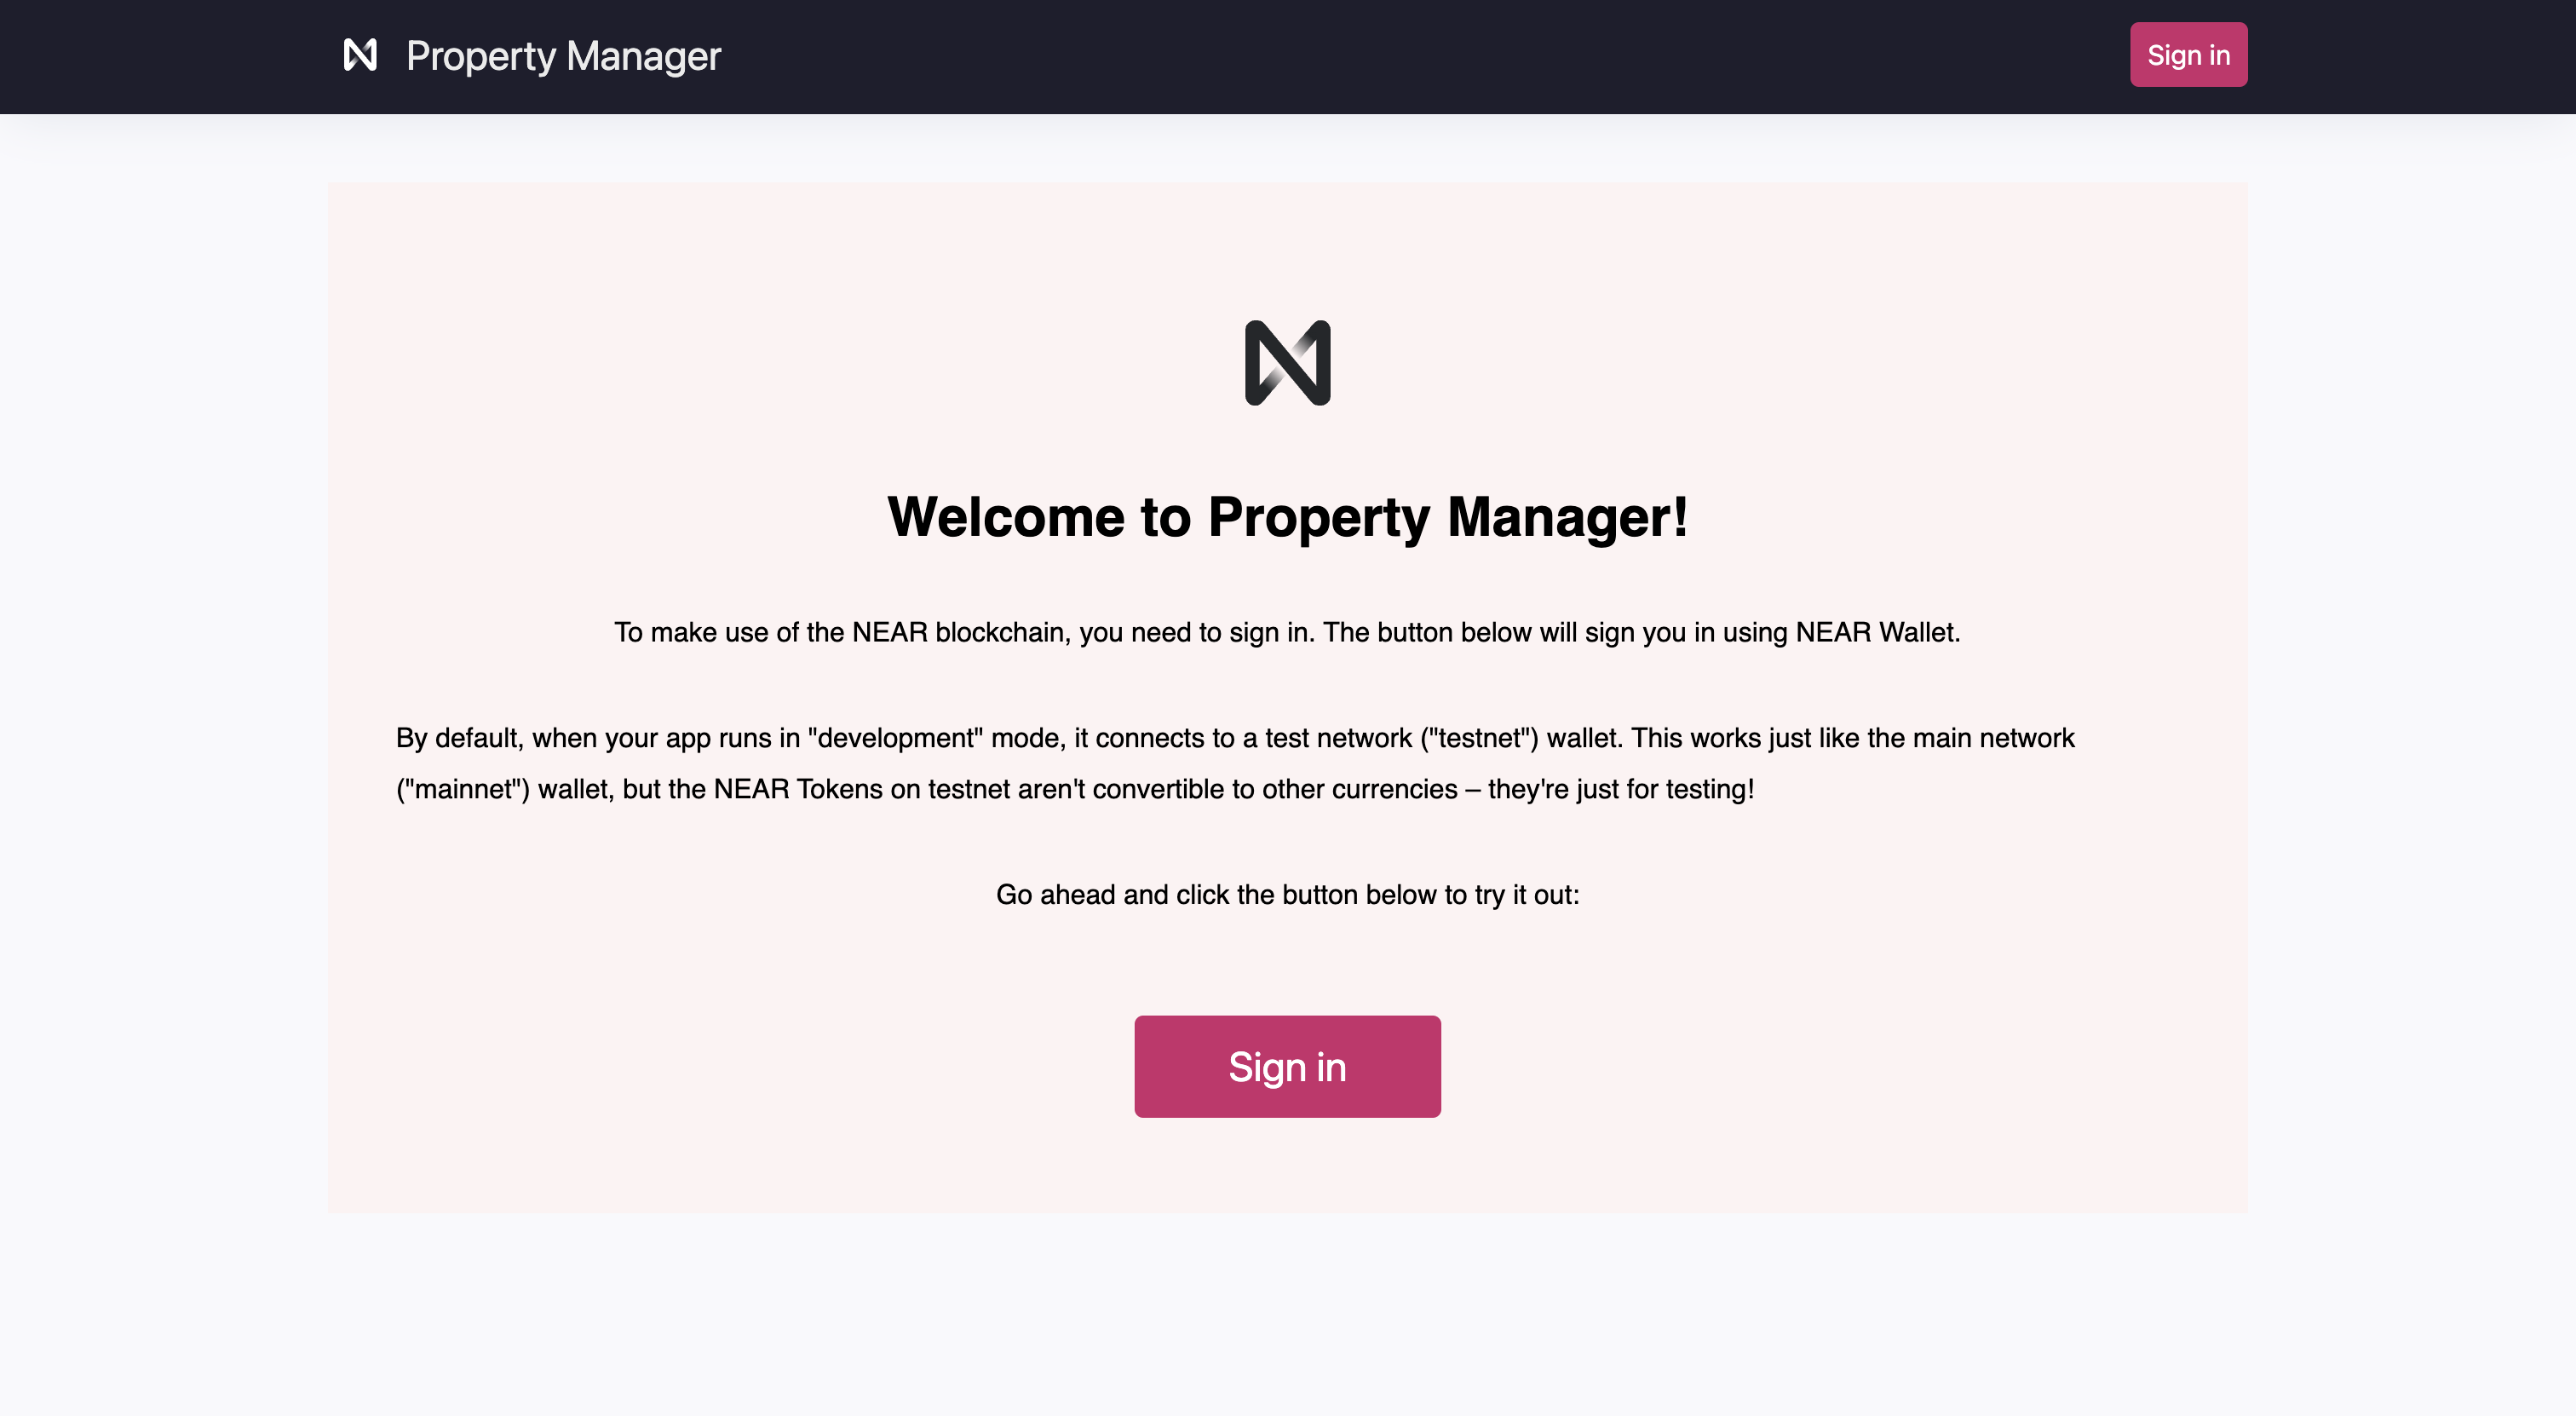 Property Manager
Sign in
Welcome to Property Manager!
To make use of the NEAR blockchain, you need to sign in. The button below will sign you in using NEAR Wallet.
By default, when your app runs in "development" mode, it connects to a test network ("testnet") wallet. This works just like the main network
("mainnet") wallet, but the NEAR Tokens on testnet aren't convertible to other currencies – they're just for testing!
Go ahead and click the button below to try it out:
Sign in